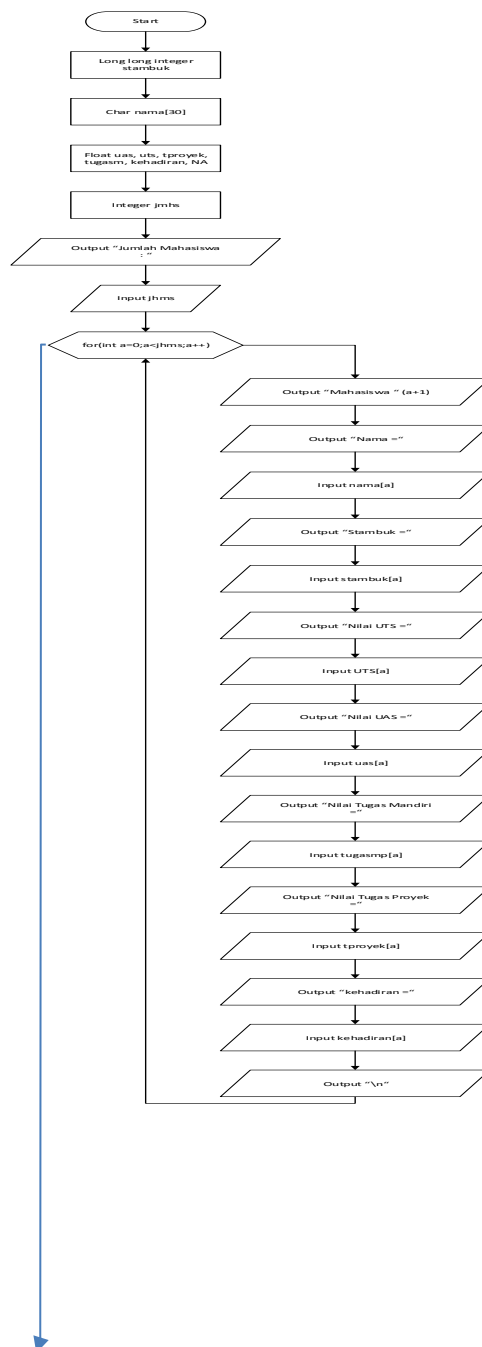 Start
Long long integer
stambuk
Char nama[30]
Float uas, uts, tproyek,
tugasm, kehadiran, NA
Integer jmhs
Output “Jumlah Mahasiswa
: ”
Input jhms
for(int a=0;a<jhms;a++)
Output “Mahasiswa ” (a+1)
Output “Nama =”
Input nama[a]
Output “Stambuk =”
Input stambuk[a]
Output “Nilai UTS =”
Input UTS[a]
Output “Nilai UAS =”
Input uas[a]
Output “Nilai Tugas Mandiri
=”
Input tugasmp[a]
Output “Nilai Tugas Proyek
=”
Input tproyek[a]
Output “kehadiran =”
Input kehadiran[a]
Output “\n”